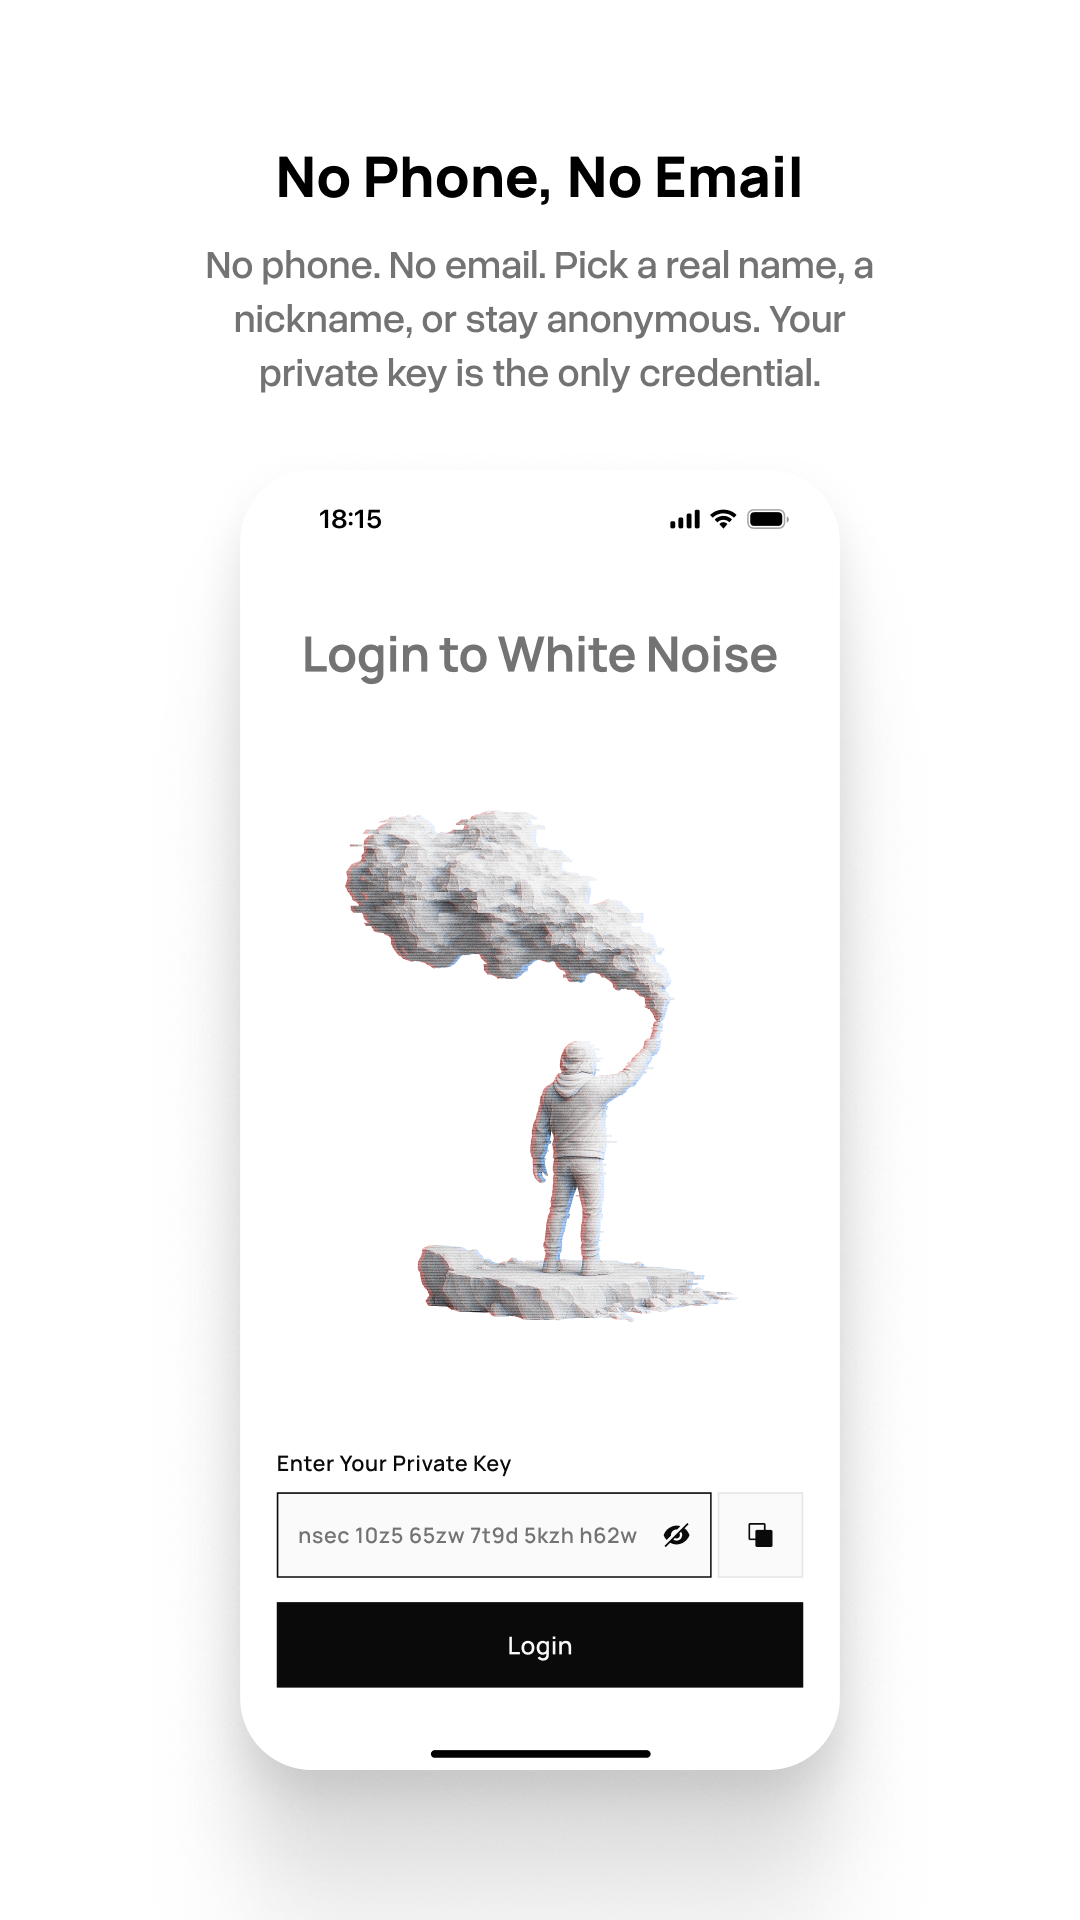 No Phone, No Email
No phone. No email. Pick a real name, a
nickname, or stay anonymous. Your
private key is the only credential.
18:15
Login to White Noise
Enter Your Private Key
nsec 10z5 65zw 7t9d 5kzh h62w
Login